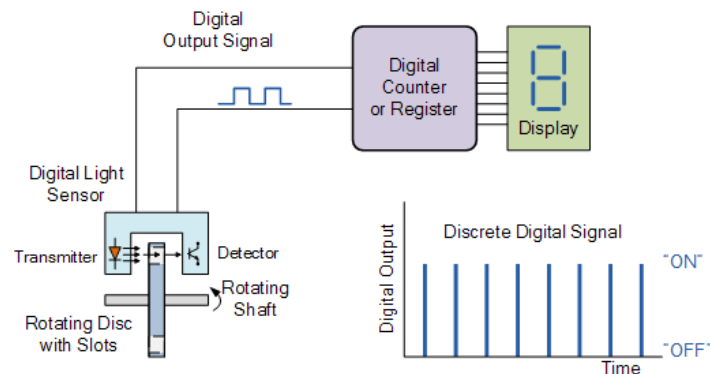 Digital
Output Signal
Digital
Counter
or Register
Display
Digital Light
Sensor
Transmitter
Detector
Rotating
Shaft
Rotating Disc
with Slots
Discrete Digital Signal
Digital Output
"ON"
"OFF"
Time